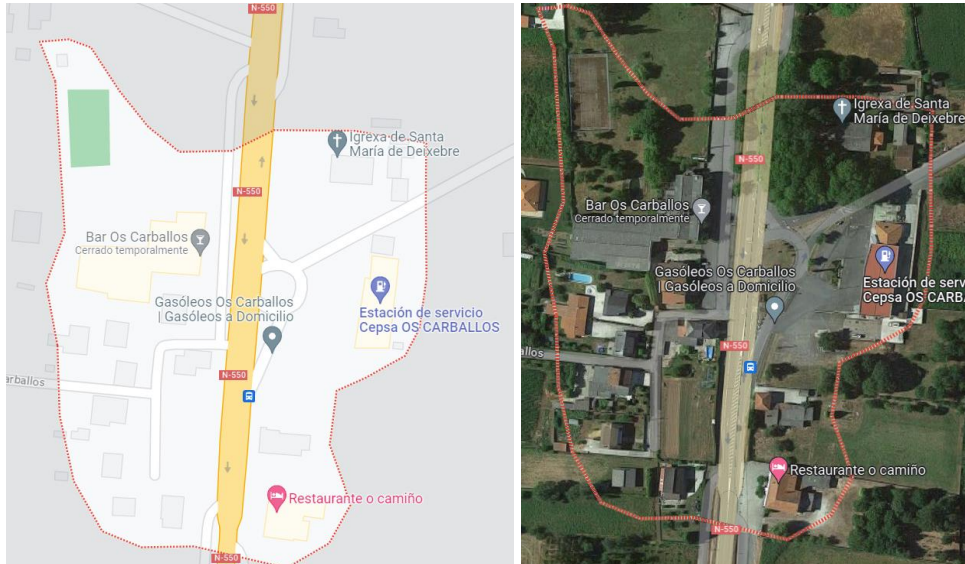 Igrexa de Santa
María de Deixebre
N-550
Bar Os Carballos
Cerrado temporalmente
Gasóleos Os Carballos
| Gasóleos a Domicilio
Estación de servicio
Cepsa OS CARBALLOS
N-550
arballos
Restaurante o camiño
N-550
Igrexa de Santa
María de Deixebre
N-550
Bar Os Carballos
Cerrado temporalmente
Gasóleos Os Carballos
| Gasóleos a Domicilio
Estación de serv
Cepsa OS CARBA
N-550
allos
Restaurante o camiño
N-550